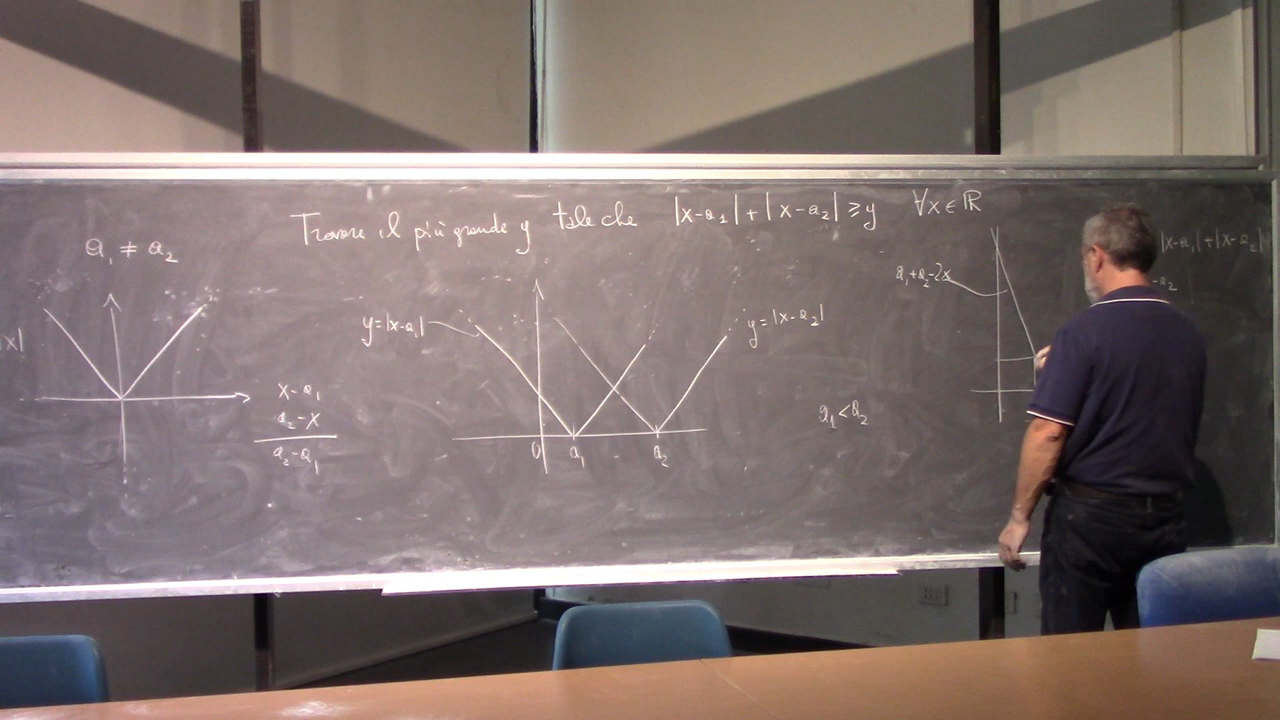 Trovare il più grande y tale che |x-a₁|+|x-a₂| ≥ y ∀x∈ℝ
a₁ ≠ a₂
x|
x-a₁
a₂-x
a₂-a₁
y=|x-a₁|
y=|x-a₂|
0 a₁ a₂
a₁<a₂
a₁+a₂-2x
|x-a₁|+|x-a₂|
-a₂